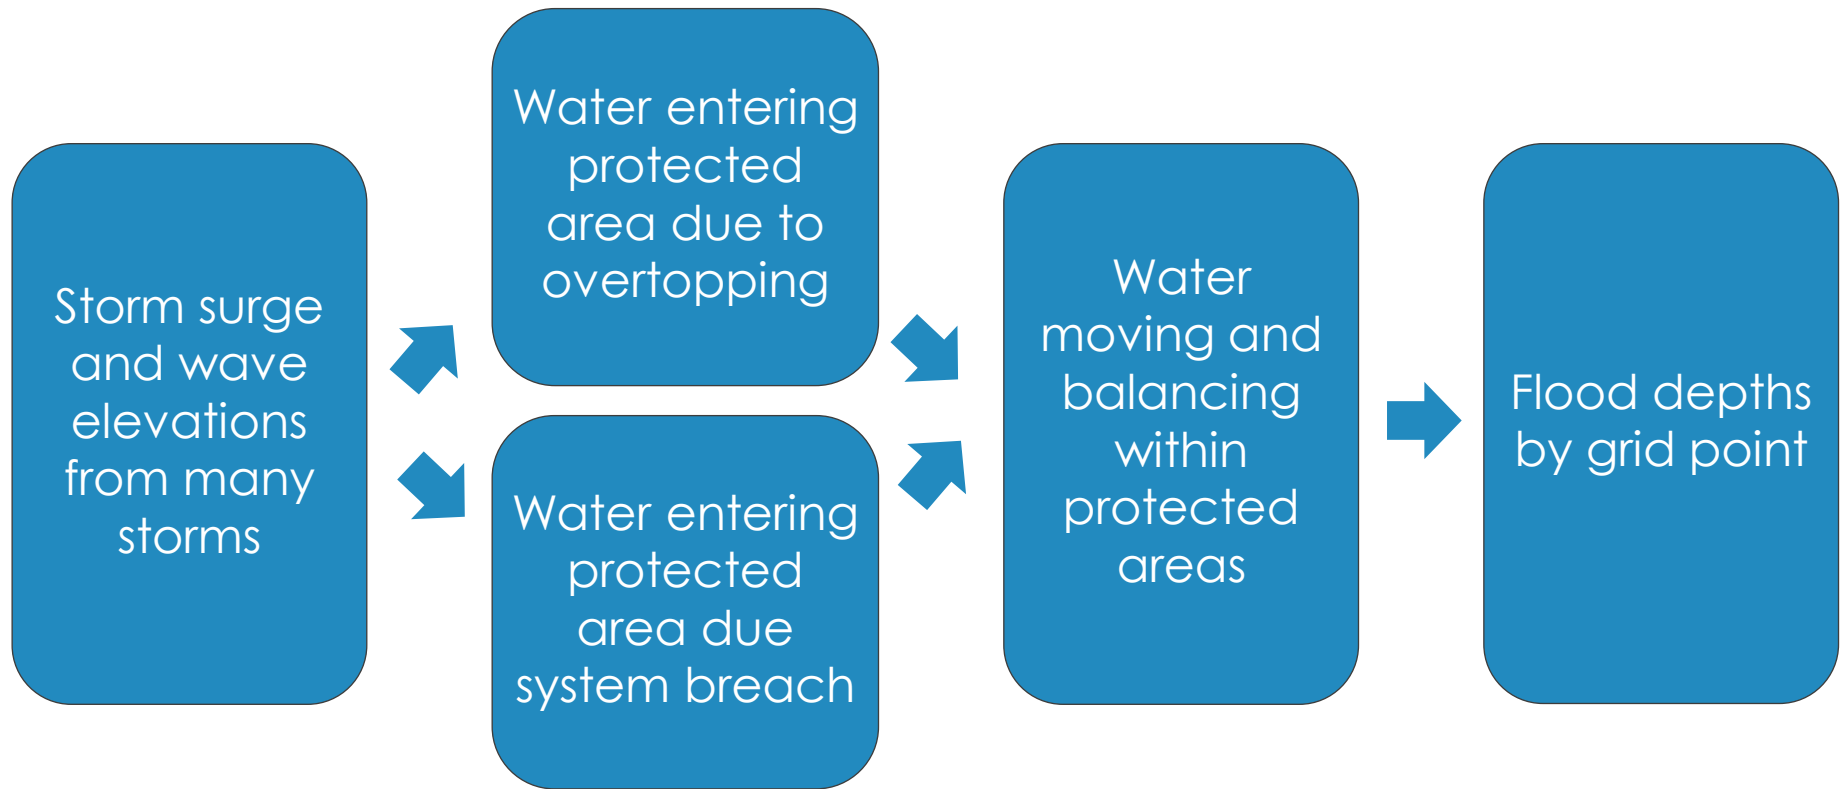 Storm surge
and wave
elevations
from many
storms
Water entering
protected
area due to
overtopping
Water entering
protected
area due
system breach
Water
moving and
balancing
within
protected
areas
Flood depths
by grid point